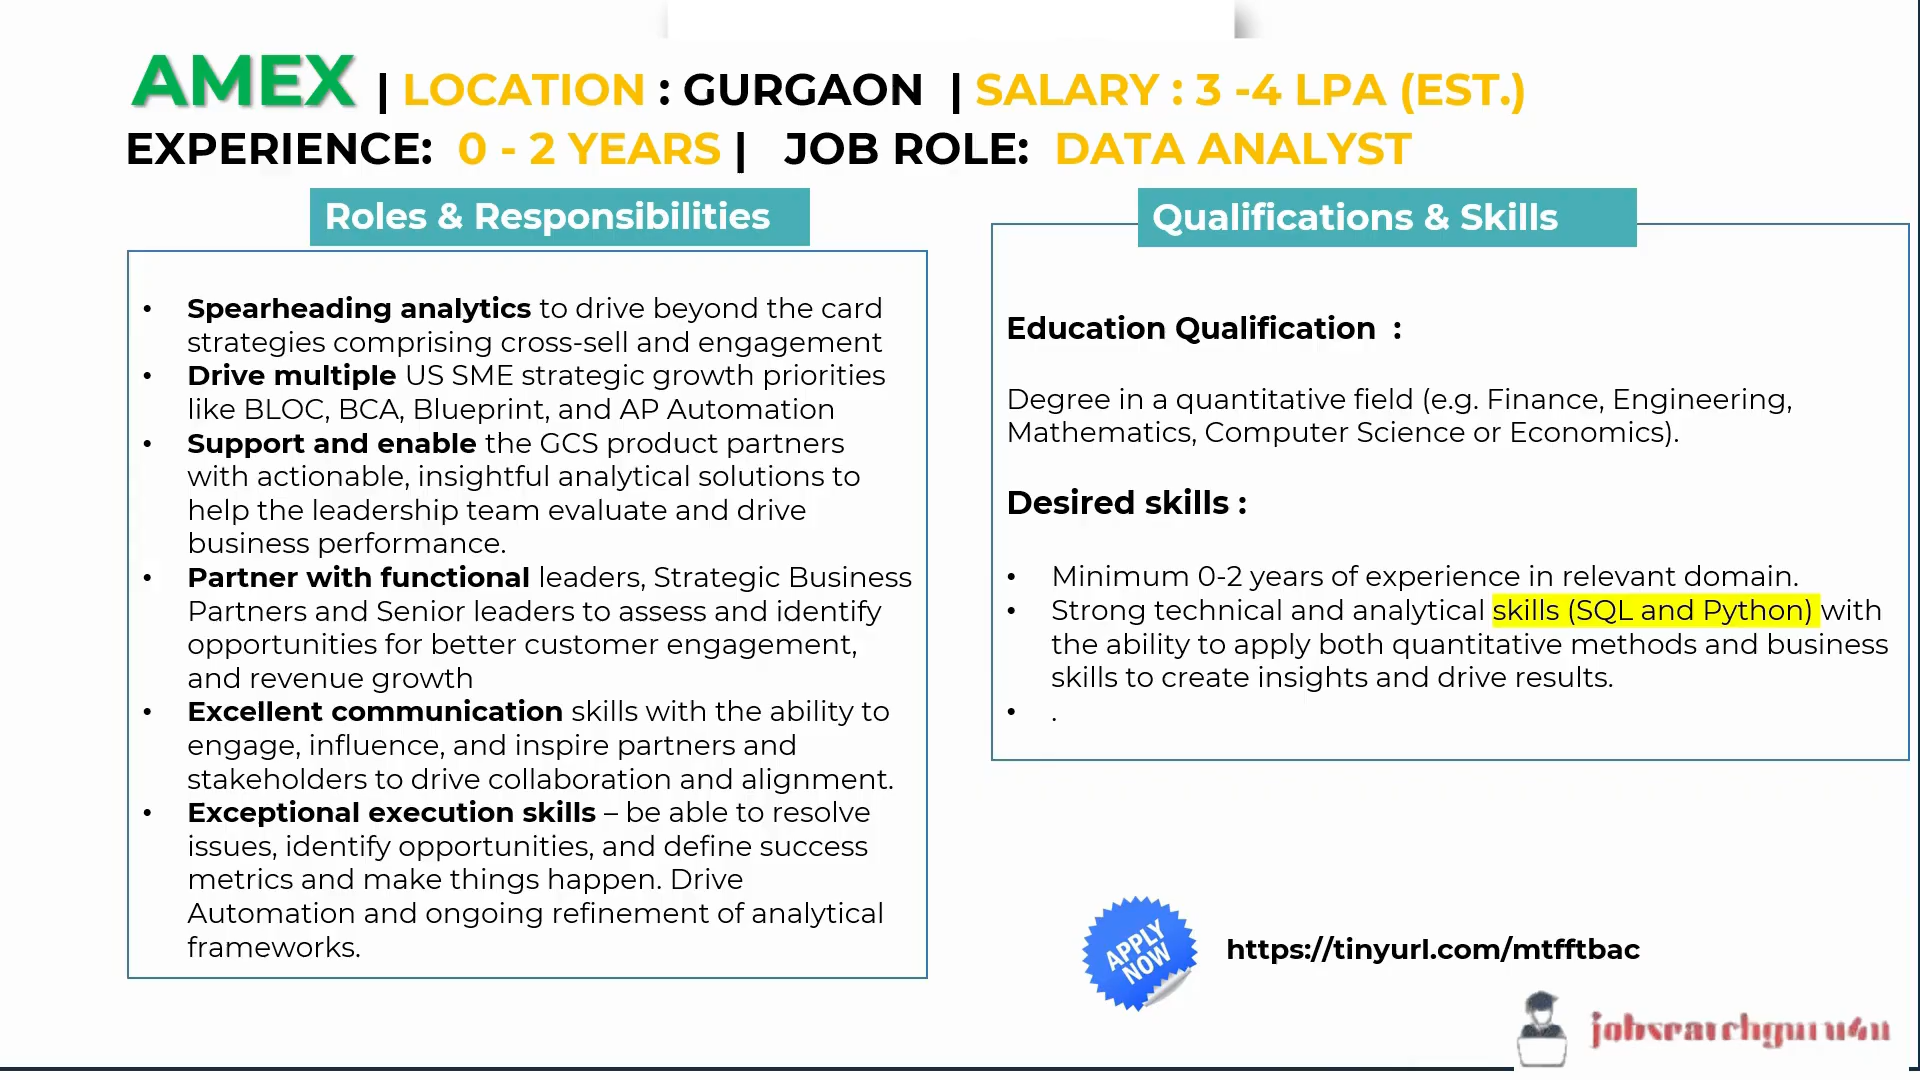 AMEX | LOCATION : GURGAON | SALARY : 3 -4 LPA (EST.)
EXPERIENCE: 0 - 2 YEARS | JOB ROLE: DATA ANALYST
Roles & Responsibilities
• Spearheading analytics to drive beyond the card
strategies comprising cross-sell and engagement
• Drive multiple US SME strategic growth priorities
like BLOC, BCA, Blueprint, and AP Automation
• Support and enable the GCS product partners
with actionable, insightful analytical solutions to
help the leadership team evaluate and drive
business performance.
• Partner with functional leaders, Strategic Business
Partners and Senior leaders to assess and identify
opportunities for better customer engagement,
and revenue growth
• Excellent communication skills with the ability to
engage, influence, and inspire partners and
stakeholders to drive collaboration and alignment.
• Exceptional execution skills – be able to resolve
issues, identify opportunities, and define success
metrics and make things happen. Drive
Automation and ongoing refinement of analytical
frameworks.
Qualifications & Skills
Education Qualification :
Degree in a quantitative field (e.g. Finance, Engineering,
Mathematics, Computer Science or Economics).
Desired skills :
• Minimum 0-2 years of experience in relevant domain.
• Strong technical and analytical skills (SQL and Python) with
the ability to apply both quantitative methods and business
skills to create insights and drive results.
• .
APPLY
NOW
https://tinyurl.com/mtfftbac
jobsearchguru4u